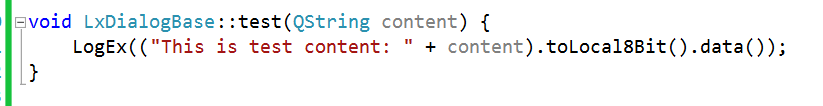 void LxDialogBase::test(QString content) {
    LogEx(("This is test content: " + content).toLocal8Bit().data());
}